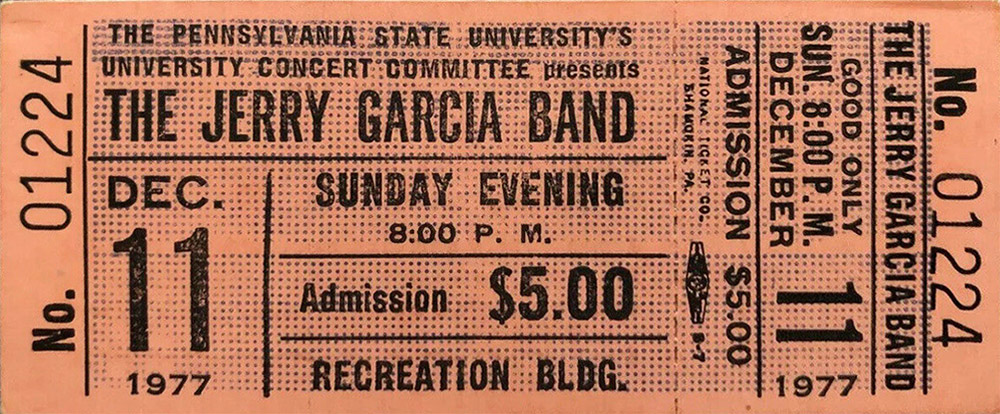 No. 01224
THE PENNSYLVANIA STATE UNIVERSITY'S
UNIVERSITY CONCERT COMMITTEE presents
THE JERRY GARCIA BAND
DEC.
11
1977
SUNDAY EVENING
8:00 P. M.
Admission $5.00
RECREATION BLDG.
NATIONAL TICKET CO.
SHAMOKIN, PA.
B-7
ADMISSION $5.00
GOOD ONLY
SUN. 8:00 P. M.
DECEMBER
11
1977
THE JERRY GARCIA BAND
No. 01224